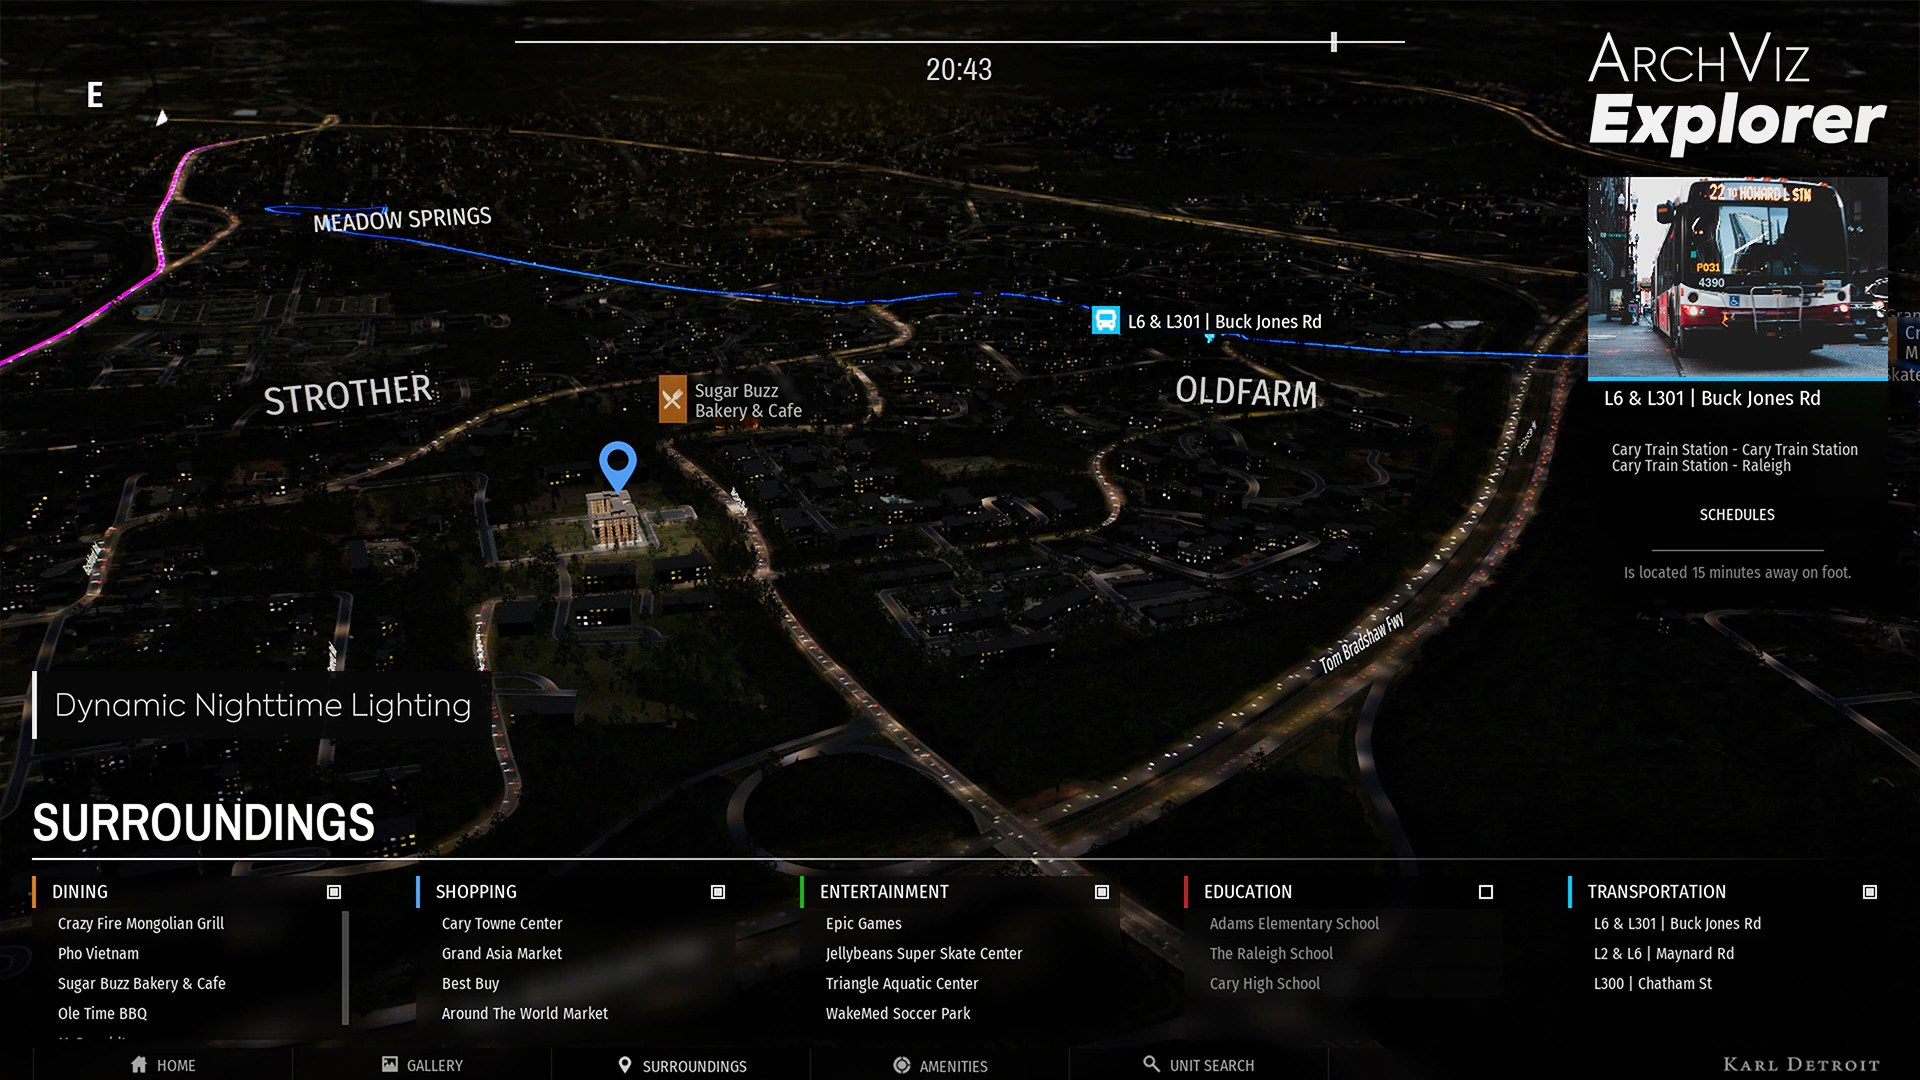 20:43
E
ARCHVIZ
Explorer
22 TO HOWARD L STN
P031
4390
MEADOW SPRINGS
L6 & L301 | Buck Jones Rd
STROTHER
Sugar Buzz
Bakery & Cafe
OLDFARM
L6 & L301 | Buck Jones Rd
Cary Train Station - Cary Train Station
Cary Train Station - Raleigh
SCHEDULES
Is located 15 minutes away on foot.
Tom Bradshaw Fwy
Dynamic Nighttime Lighting
SURROUNDINGS
DINING
Crazy Fire Mongolian Grill
Pho Vietnam
Sugar Buzz Bakery & Cafe
Ole Time BBQ
SHOPPING
Cary Towne Center
Grand Asia Market
Best Buy
Around The World Market
ENTERTAINMENT
Epic Games
Jellybeans Super Skate Center
Triangle Aquatic Center
WakeMed Soccer Park
EDUCATION
Adams Elementary School
The Raleigh School
Cary High School
TRANSPORTATION
L6 & L301 | Buck Jones Rd
L2 & L6 | Maynard Rd
L300 | Chatham St
HOME
GALLERY
SURROUNDINGS
AMENITIES
UNIT SEARCH
KARL DETROIT